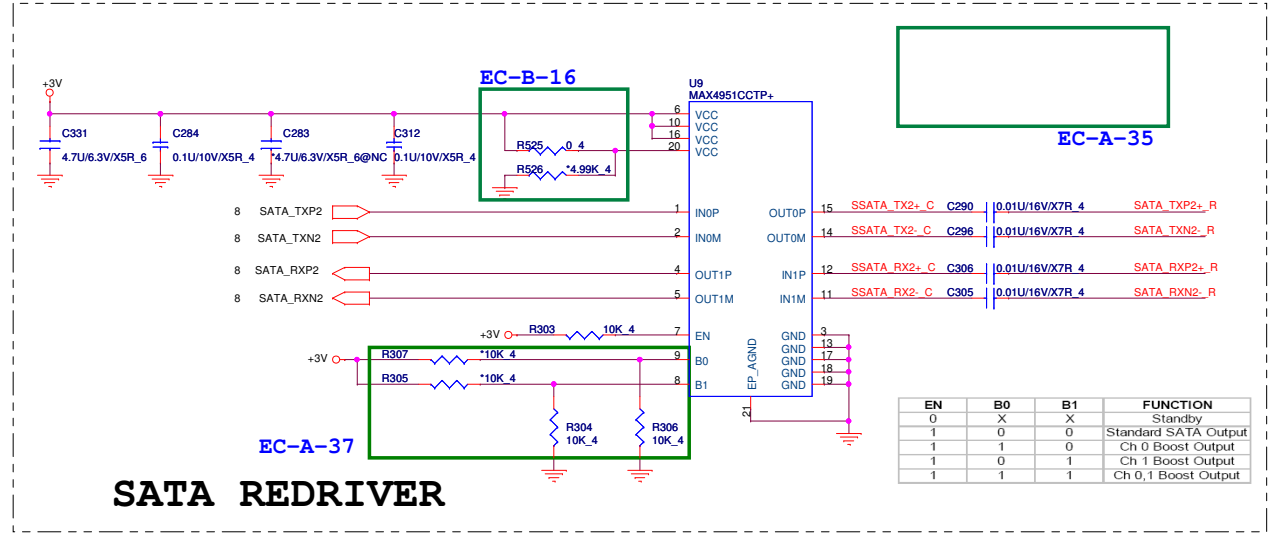 EC-B-16
U9
MAX4951CCTP+
EC-A-35
+3V
C331
4.7U/6.3V/X5R_6
C284
0.1U/10V/X5R_4
C283
*4.7U/6.3V/X5R_6@NC
C312
0.1U/10V/X5R_4
R525 0_4
R526 *4.99K_4
6 VCC
10 VCC
16 VCC
20 VCC
8 SATA_TXP2 1 IN0P OUT0P 15 SSATA_TX2+_C C290 0.01U/16V/X7R_4 SATA_TXP2+_R
8 SATA_TXN2 2 IN0M OUT0M 14 SSATA_TX2-_C C296 0.01U/16V/X7R_4 SATA_TXN2-_R
8 SATA_RXP2 4 OUT1P IN1P 12 SSATA_RX2+_C C306 0.01U/16V/X7R_4 SATA_RXP2+_R
8 SATA_RXN2 5 OUT1M IN1M 11 SSATA_RX2-_C C305 0.01U/16V/X7R_4 SATA_RXN2-_R
+3V R303 10K_4 7 EN GND 3
GND 13
+3V R307 *10K_4 9 B0 GND 17
GND 18
R305 *10K_4 8 B1 GND 19
EP_AGND
21
R304
10K_4
R306
10K_4
EC-A-37
SATA REDRIVER
EN B0 B1 FUNCTION
0 X X Standby
1 0 0 Standard SATA Output
1 1 0 Ch 0 Boost Output
1 0 1 Ch 1 Boost Output
1 1 1 Ch 0,1 Boost Output